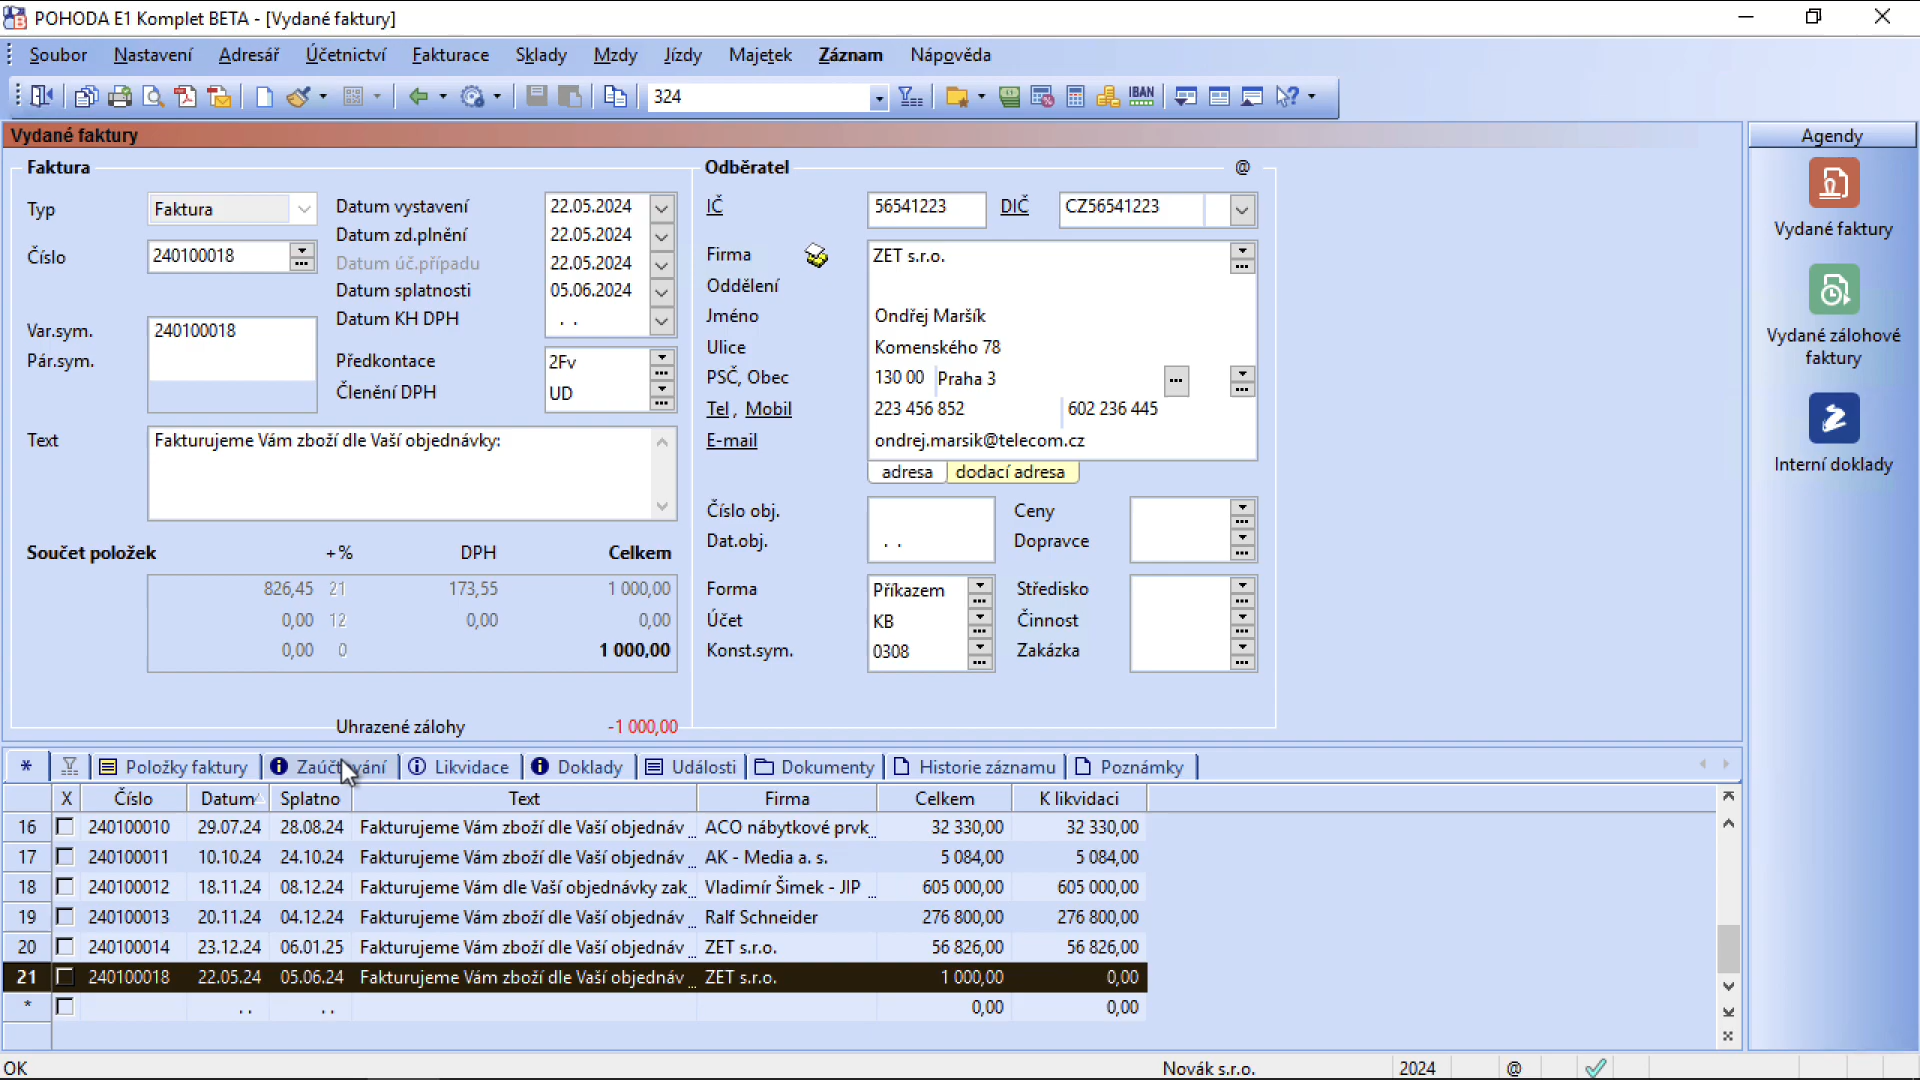 POHODA E1 Komplet BETA - [Vydané faktury]
Soubor Nastavení Adresář Účetnictví Fakturace Sklady Mzdy Jízdy Majetek Záznam Nápověda
324 IBAN
Vydané faktury
Agendy
Faktura
Odběratel @
Typ Faktura Datum vystavení 22.05.2024 IČ 56541223 DIČ CZ56541223
Datum zd.plnění 22.05.2024
Číslo 240100018 Firma ZET s.r.o.
Datum úč.případu 22.05.2024
Datum splatnosti 05.06.2024 Oddělení
Datum KH DPH . . Jméno Ondřej Maršík
Var.sym. 240100018 Ulice Komenského 78
Pár.sym. Předkontace 2Fv PSČ, Obec 130 00 Praha 3
Členění DPH UD Tel , Mobil 223 456 852 602 236 445
Text Fakturujeme Vám zboží dle Vaší objednávky: E-mail ondrej.marsik@telecom.cz
adresa dodací adresa
Číslo obj. Ceny
Dat.obj. . . Dopravce
Součet položek +% DPH Celkem
826,45 21 173,55 1 000,00 Forma Příkazem Středisko
0,00 12 0,00 0,00 Účet KB Činnost
0,00 0 1 000,00 Konst.sym. 0308 Zakázka
Uhrazené zálohy -1 000,00
Vydané faktury
Vydané zálohové
faktury
Interní doklady
* Položky faktury Zaúčtování Likvidace Doklady Události Dokumenty Historie záznamu Poznámky
X Číslo Datum Splatno Text Firma Celkem K likvidaci
16 240100010 29.07.24 28.08.24 Fakturujeme Vám zboží dle Vaší objednáv... ACO nábytkové prvk... 32 330,00 32 330,00
17 240100011 10.10.24 24.10.24 Fakturujeme Vám zboží dle Vaší objednáv... AK - Media a. s. 5 084,00 5 084,00
18 240100012 18.11.24 08.12.24 Fakturujeme Vám dle Vaší objednávky zak... Vladimír Šimek - JIP ... 605 000,00 605 000,00
19 240100013 20.11.24 04.12.24 Fakturujeme Vám zboží dle Vaší objednáv... Ralf Schneider 276 800,00 276 800,00
20 240100014 23.12.24 06.01.25 Fakturujeme Vám zboží dle Vaší objednáv... ZET s.r.o. 56 826,00 56 826,00
21 240100018 22.05.24 05.06.24 Fakturujeme Vám zboží dle Vaší objednáv... ZET s.r.o. 1 000,00 0,00
* . . . . 0,00 0,00
OK Novák s.r.o. 2024 @